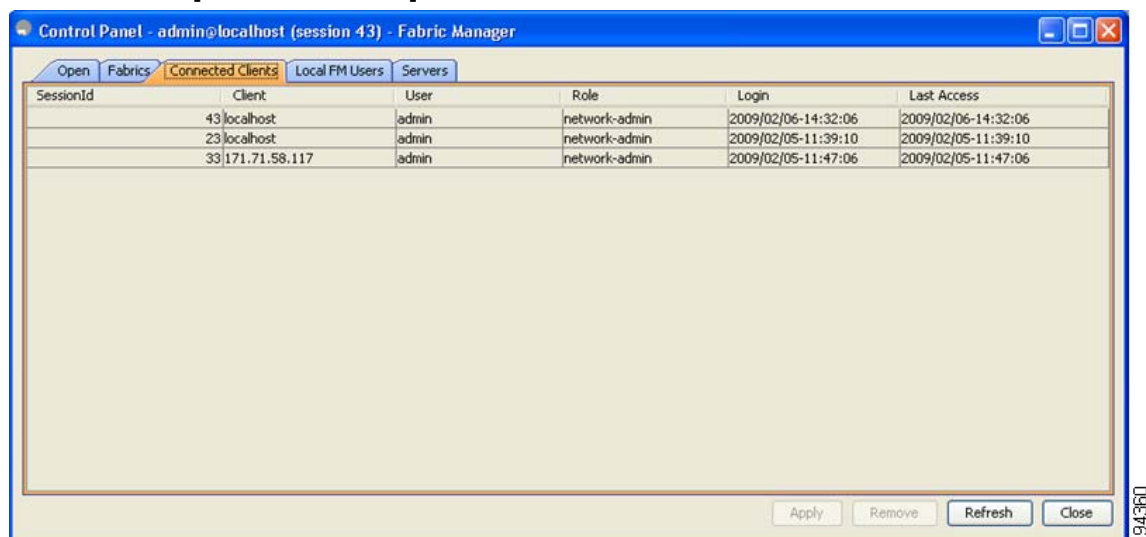 Control Panel - admin@localhost (session 43) - Fabric Manager
Open Fabrics Connected Clients Local FM Users Servers
SessionId Client User Role Login Last Access
43 localhost admin network-admin 2009/02/06-14:32:06 2009/02/06-14:32:06
23 localhost admin network-admin 2009/02/05-11:39:10 2009/02/05-11:39:10
33 171.71.58.117 admin network-admin 2009/02/05-11:47:06 2009/02/05-11:47:06
Apply Remove Refresh Close
94360